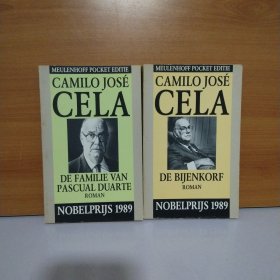 MEULENHOFF POCKET EDITIE
CAMILO JOSÉ
CELA
DE FAMILIE VAN
PASCUAL DUARTE
ROMAN
NOBELPRIJS 1989
MEULENHOFF POCKET EDITIE
CAMILO JOSÉ
CELA
DE BIJENKORF
ROMAN
NOBELPRIJS 1989